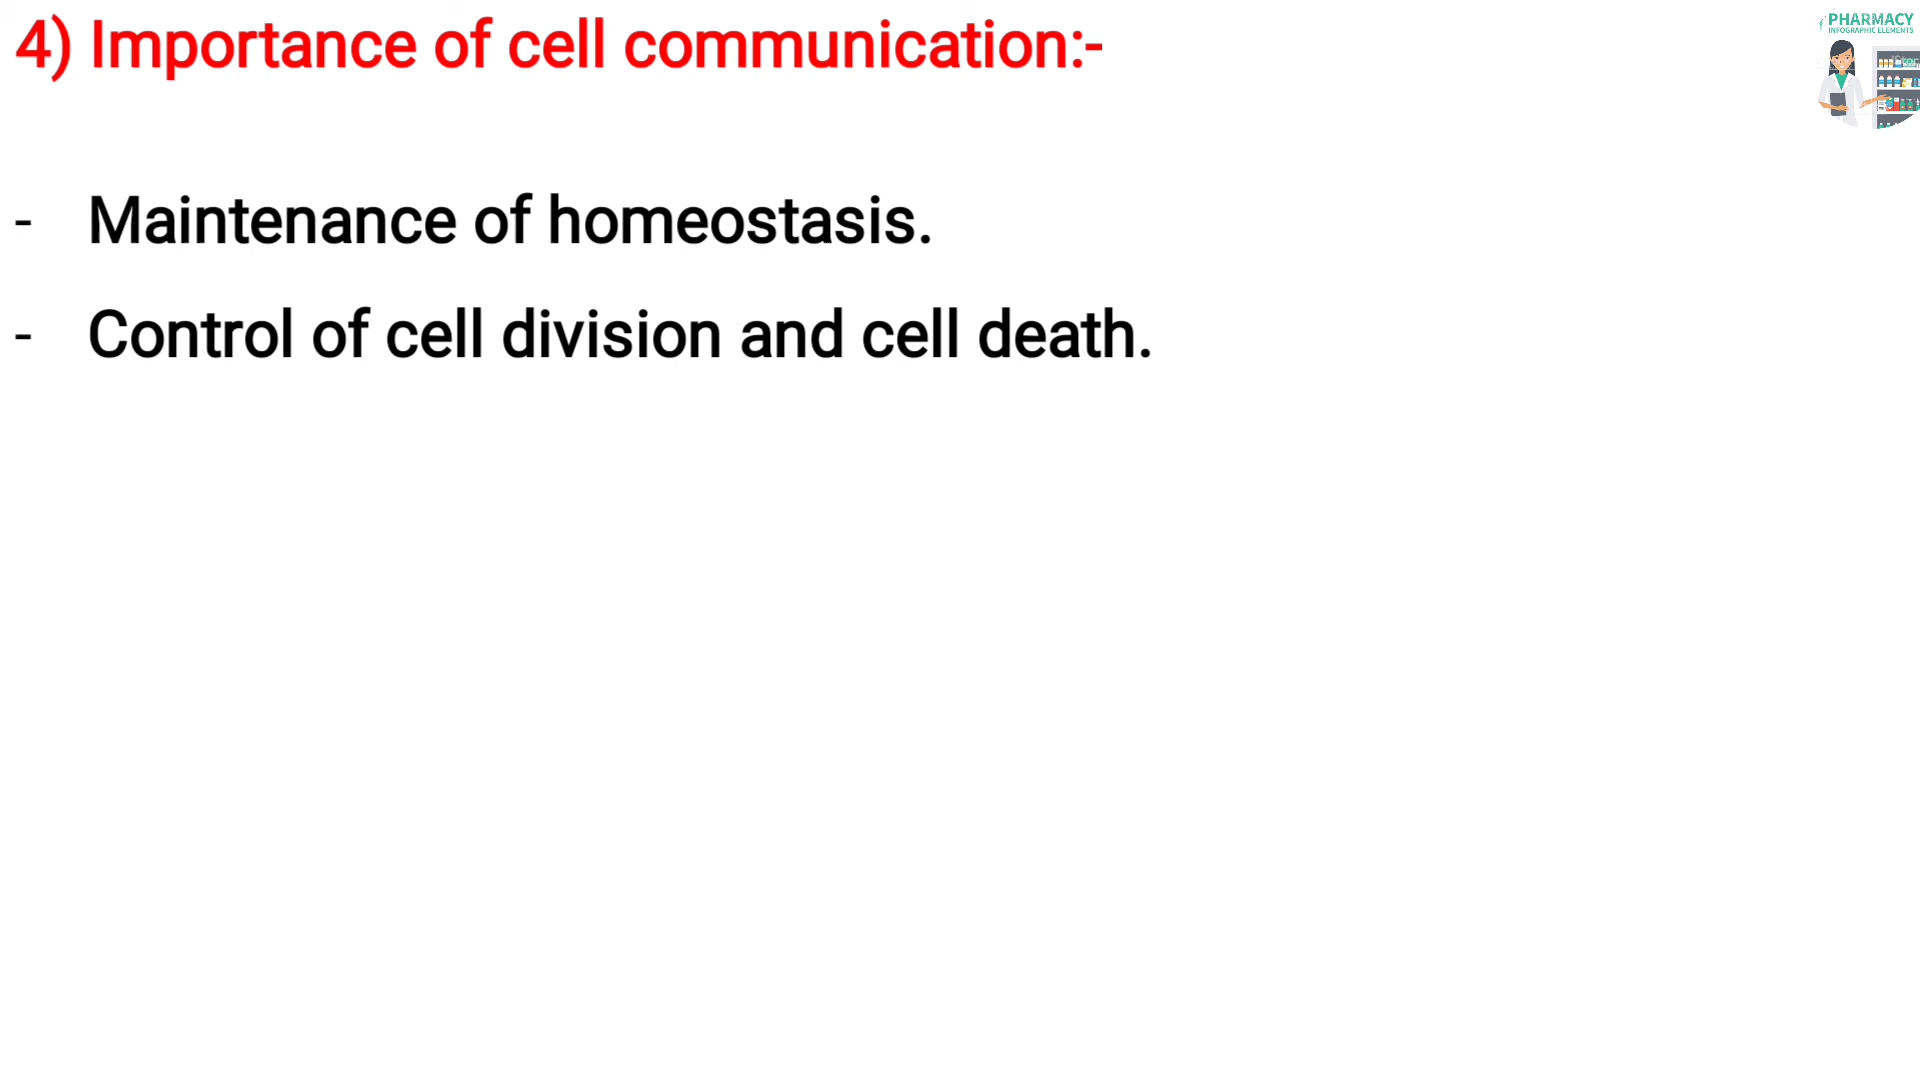 4) Importance of cell communication:-
PHARMACY
INFOGRAPHIC ELEMENTS
- Maintenance of homeostasis.
- Control of cell division and cell death.